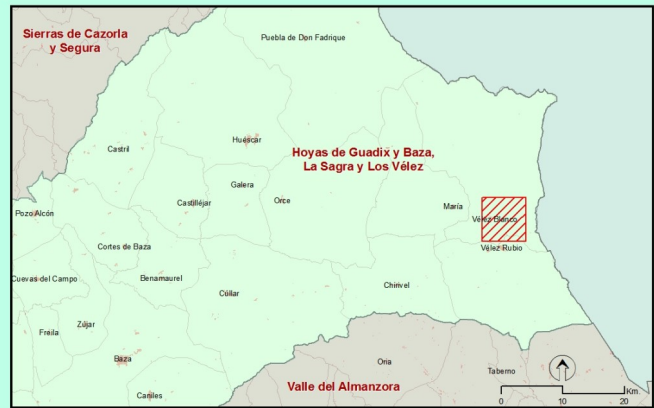 Sierras de Cazorla
y Segura
Puebla de Don Fadrique
Castril
Huéscar
Hoyas de Guadix y Baza,
La Sagra y Los Vélez
Galera
Orce
Castilléjar
María
Vélez Blanco
Pozo Alcón
Cortes de Baza
Vélez Rubio
Cuevas del Campo
Benamaurel
Cúllar
Chirivel
Freila
Zújar
Baza
Oria
Taberno
Caniles
Valle del Almanzora
0 10 20 Km.